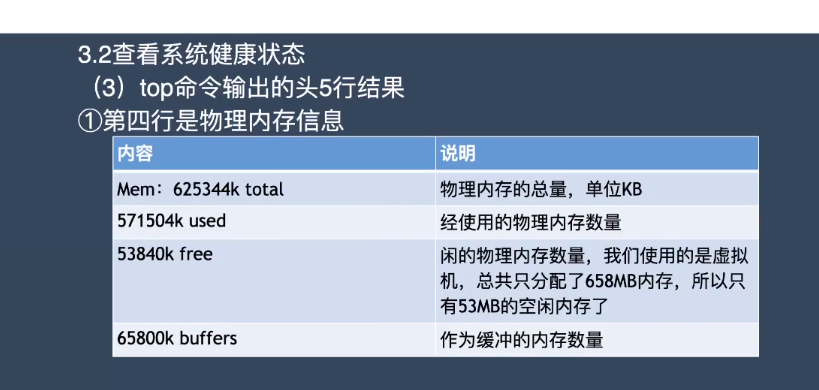 3.2查看系统健康状态
（3）top命令输出的头5行结果
①第四行是物理内存信息
内容 说明
Mem：625344k total 物理内存的总量，单位KB
571504k used 经使用的物理内存数量
53840k free 闲的物理内存数量，我们使用的是虚拟
机，总共只分配了658MB内存，所以只
有53MB的空闲内存了
65800k buffers 作为缓冲的内存数量